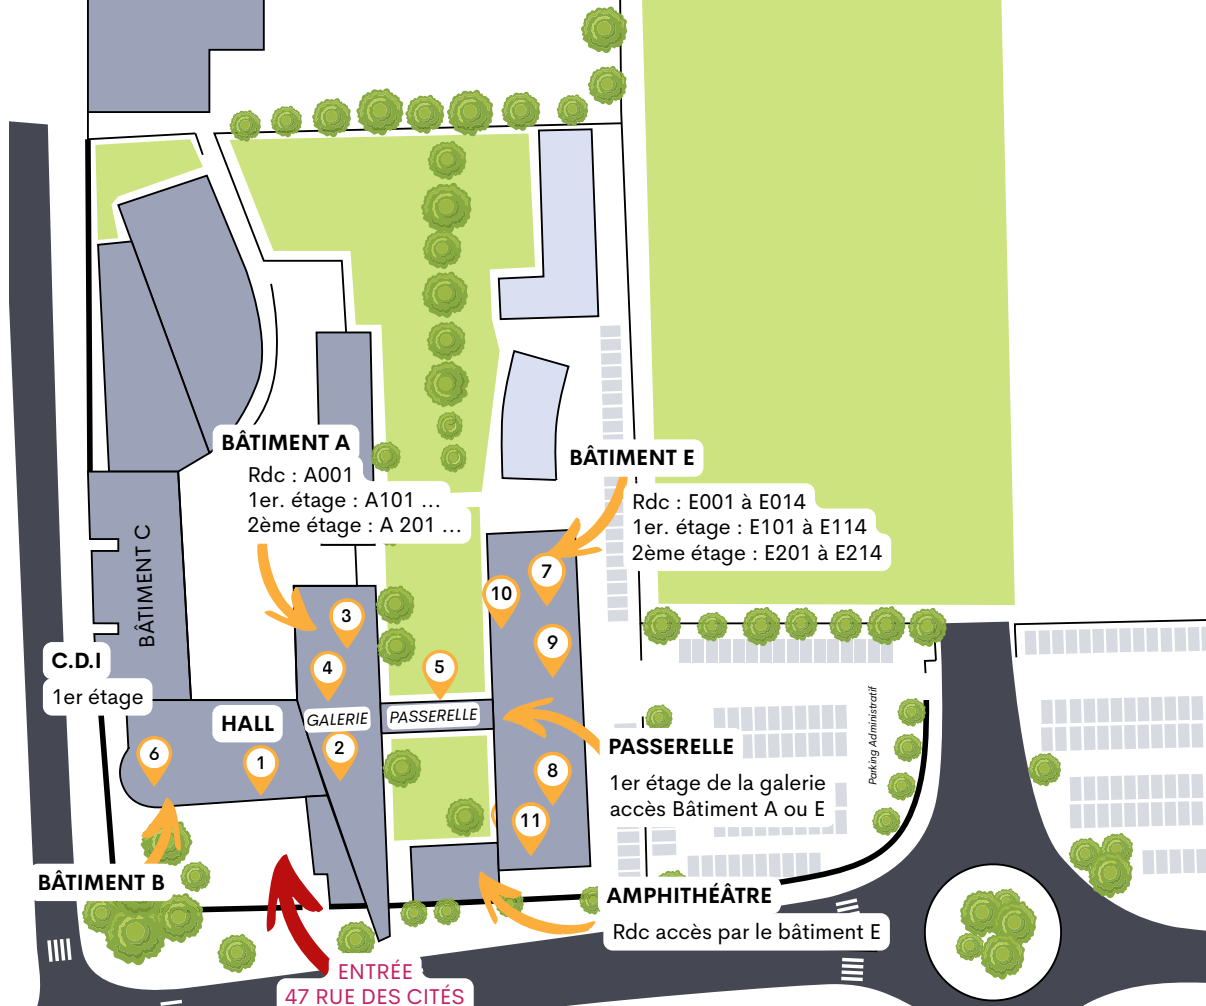 BÂTIMENT A
Rdc : A001
1er. étage : A101 ...
2ème étage : A 201 ...
BÂTIMENT E
Rdc : E001 à E014
1er. étage : E101 à E114
2ème étage : E201 à E214
BÂTIMENT C
7
10
3
9
4
5
C.D.I
1er étage
HALL
GALERIE
PASSERELLE
6
1
2
8
11
PASSERELLE
1er étage de la galerie
accès Bâtiment A ou E
Parking Administratif
BÂTIMENT B
AMPHITHÉÂTRE
Rdc accès par le bâtiment E
ENTRÉE
47 RUE DES CITÉS